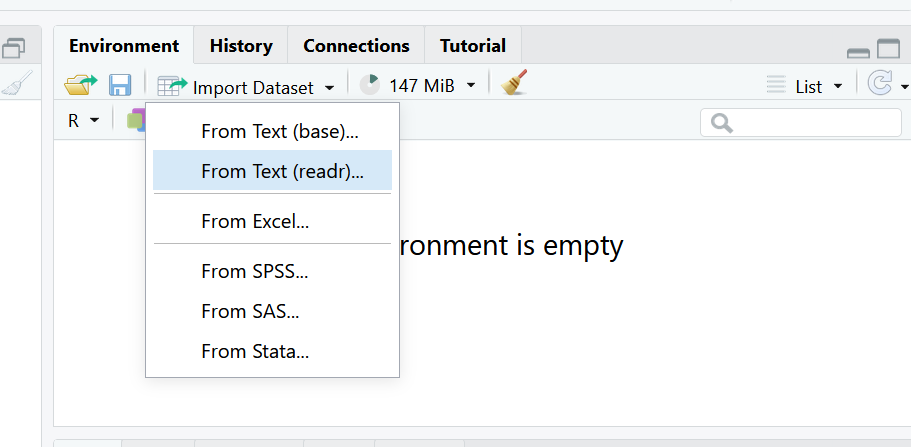 Environment History Connections Tutorial
Import Dataset 147 MiB List
R
From Text (base)...
From Text (readr)...
From Excel...
ronment is empty
From SPSS...
From SAS...
From Stata...